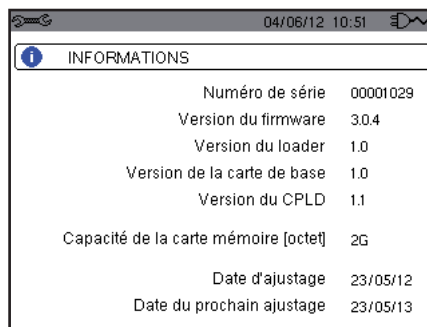 04/06/12 10:51
INFORMATIONS
Numéro de série 00001029
Version du firmware 3.0.4
Version du loader 1.0
Version de la carte de base 1.0
Version du CPLD 1.1
Capacité de la carte mémoire [octet] 2G
Date d'ajustage 23/05/12
Date du prochain ajustage 23/05/13